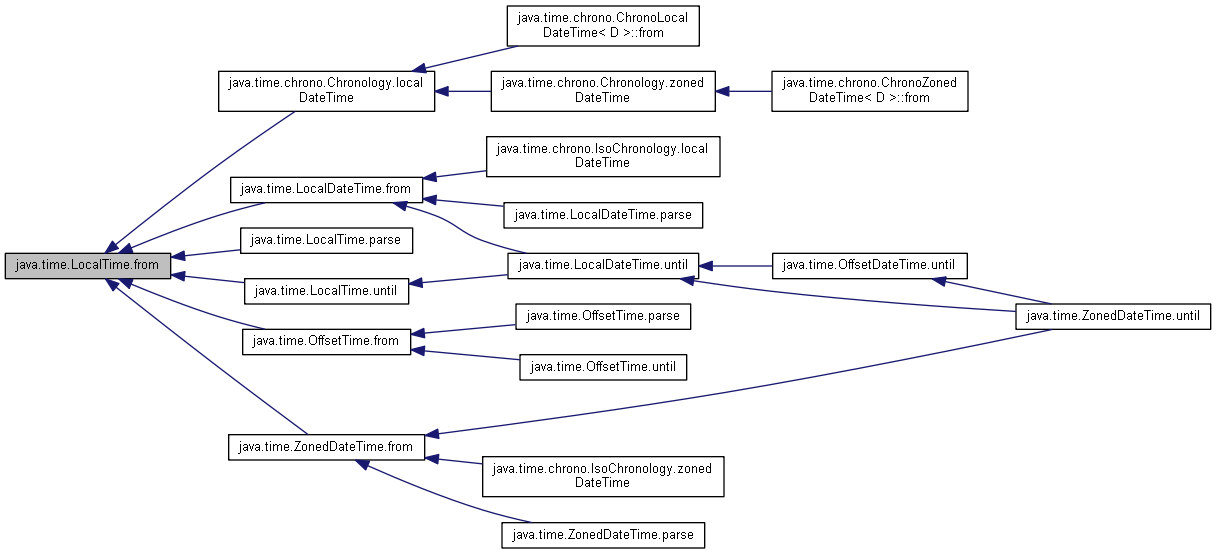 java.time.chrono.ChronoLocal
DateTime< D >::from
java.time.chrono.Chronology.local
DateTime
java.time.chrono.Chronology.zoned
DateTime
java.time.chrono.ChronoZoned
DateTime< D >::from
java.time.chrono.IsoChronology.local
DateTime
java.time.LocalDateTime.from
java.time.LocalDateTime.parse
java.time.LocalTime.parse
java.time.LocalTime.from
java.time.LocalDateTime.until
java.time.OffsetDateTime.until
java.time.LocalTime.until
java.time.OffsetTime.parse
java.time.ZonedDateTime.until
java.time.OffsetTime.from
java.time.OffsetTime.until
java.time.ZonedDateTime.from
java.time.chrono.IsoChronology.zoned
DateTime
java.time.ZonedDateTime.parse